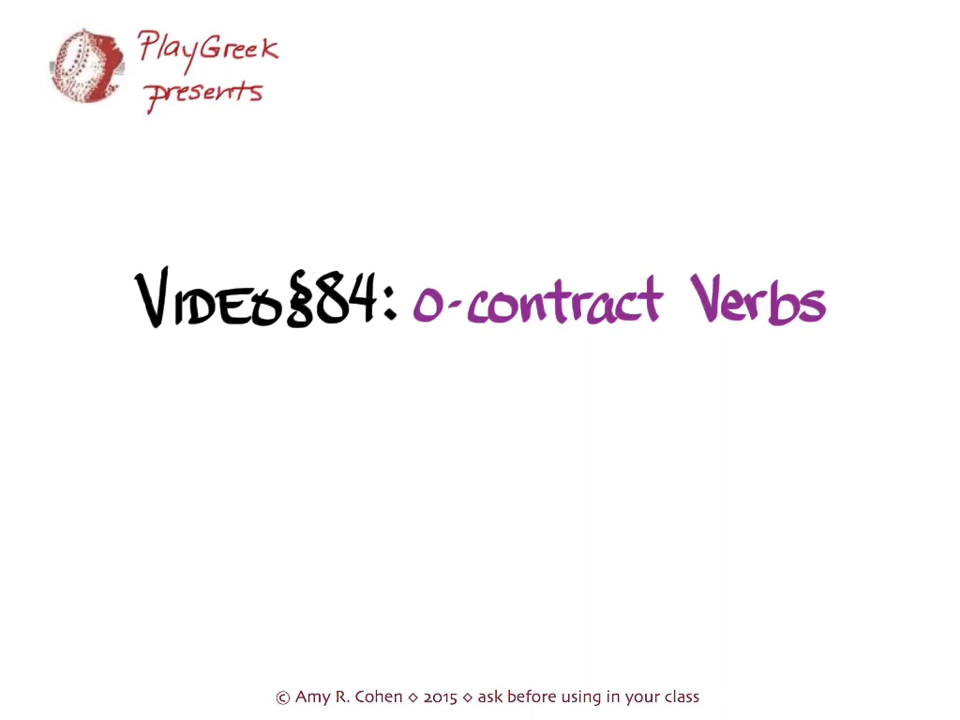 PlayGreek
presents
VIDEO§84: o-contract Verbs
© Amy R. Cohen ◇ 2015 ◇ ask before using in your class